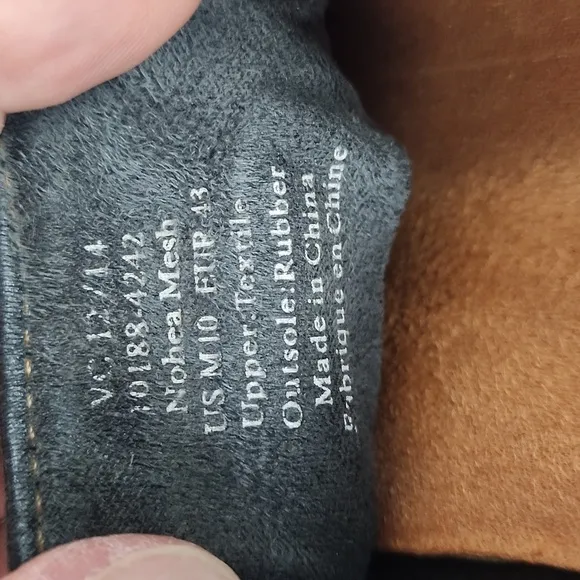 VC 12/14
10188-4242
Nohea Mesh
US M10 EUR 43
Upper:Textile
Outsole:Rubber
Made in China
Fabrique en Chine